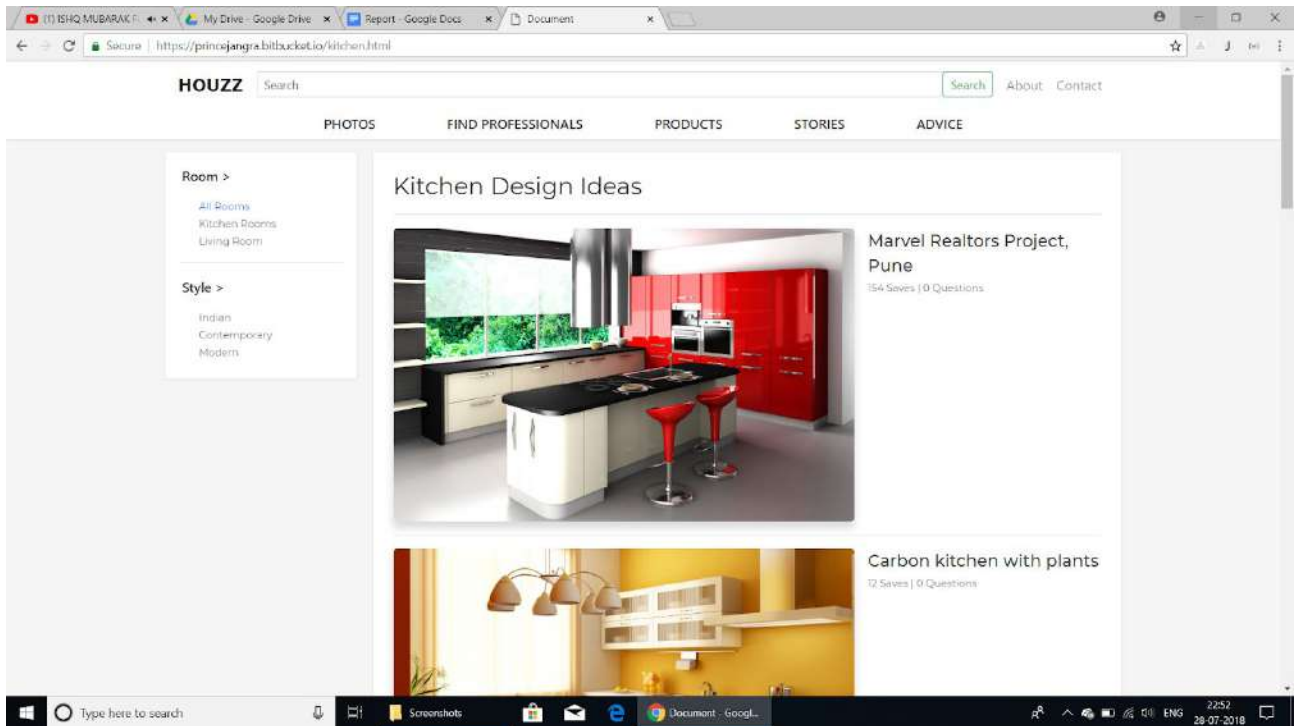 (1) ISHQ MUBARAK F
My Drive - Google Drive
Report - Google Docs
Document
Secure
https://princejangra.bitbucket.io/kitchen.html
HOUZZ
Search
Search
About
Contact
PHOTOS
FIND PROFESSIONALS
PRODUCTS
STORIES
ADVICE
Room >
All Rooms
Kitchen Rooms
Living Room
Style >
Indian
Contemporary
Modern
Kitchen Design Ideas
Marvel Realtors Project,
Pune
154 Saves | 0 Questions
Carbon kitchen with plants
12 Saves | 0 Questions
Type here to search
Screenshots
Document - Googl...
ENG
22:52
28-07-2018